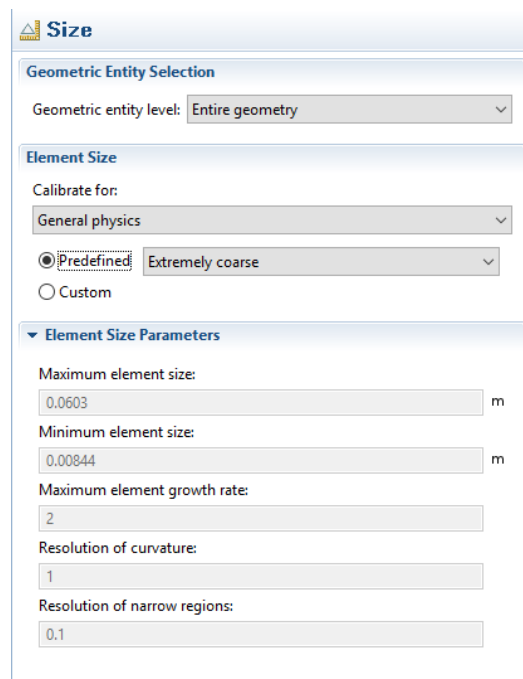 Size
Geometric Entity Selection
Geometric entity level: Entire geometry
Element Size
Calibrate for:
General physics
Predefined Extremely coarse
Custom
Element Size Parameters
Maximum element size:
0.0603 m
Minimum element size:
0.00844 m
Maximum element growth rate:
2
Resolution of curvature:
1
Resolution of narrow regions:
0.1